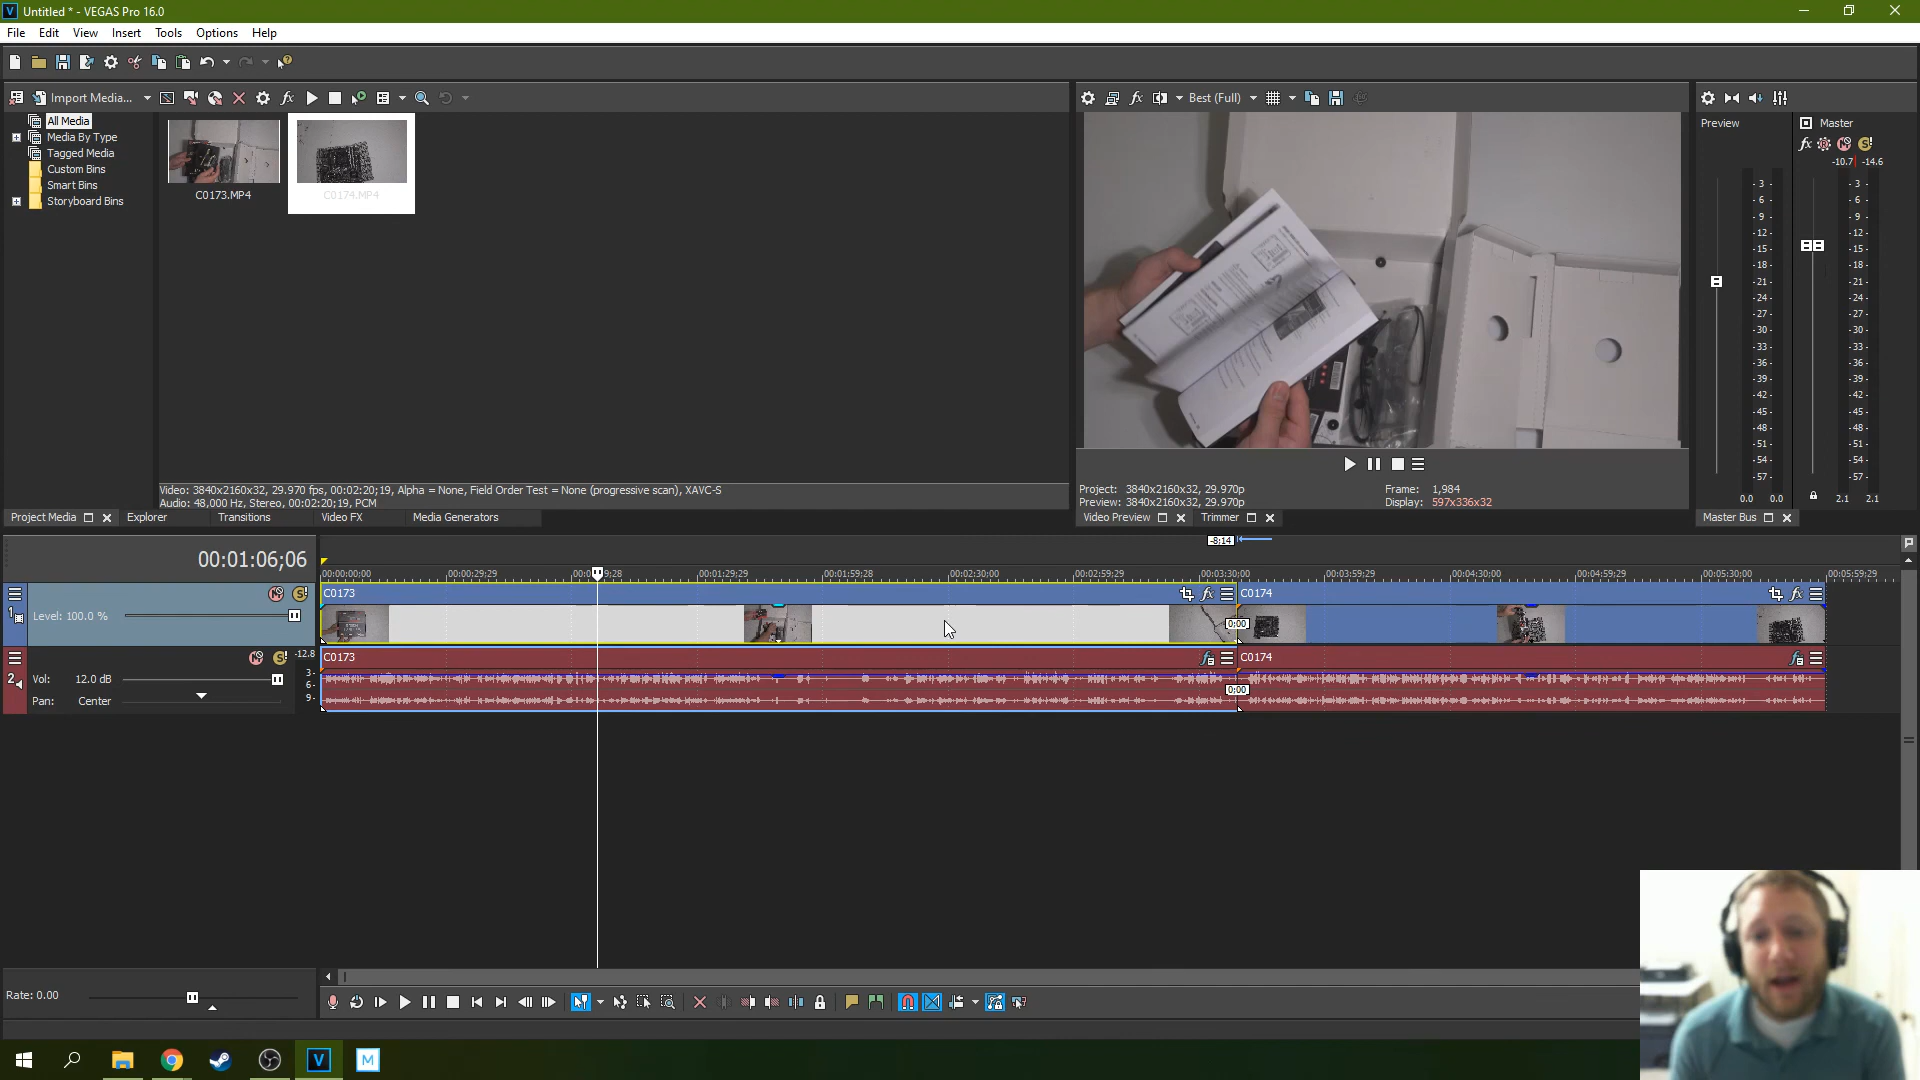 V Untitled * - VEGAS Pro 16.0
File Edit View Insert Tools Options Help
Import Media...
All Media
Media By Type
Tagged Media
Custom Bins
Smart Bins
Storyboard Bins
C0173.MP4
C0174.MP4
Video: 3840x2160x32, 29.970 fps, 00:02:20;19, Alpha = None, Field Order Test = None (progressive scan), XAVC-S
Audio: 48,000 Hz, Stereo, 00:02:20;19, PCM
Project Media Explorer Transitions Video FX Media Generators
Best (Full)
Project: 3840x2160x32, 29.970p
Preview: 3840x2160x32, 29.970p
Frame: 1,984
Display: 597x336x32
Video Preview Trimmer
Preview
Master
-10.7 -14.6
- 3 - - 3 -
- 6 - - 6 -
- 9 - - 9 -
- 12 - - 12 -
- 15 - - 15 -
- 18 - - 18 -
- 21 - - 21 -
- 24 - - 24 -
- 27 - - 27 -
- 30 - - 30 -
- 33 - - 33 -
- 36 - - 36 -
- 39 - - 39 -
- 42 - - 42 -
- 45 - - 45 -
- 48 - - 48 -
- 51 - - 51 -
- 54 - - 54 -
- 57 - - 57 -
0.0 0.0 2.1 2.1
Master Bus
00:01:06;06
-8;14
00:00:00;00 00:00:29;29 00:0 9;28 00:01:29;29 00:01:59;28 00:02:30;00 00:02:59;29 00:03:30;00 00:03:59;29 00:04:30;00 00:04:59;29 00:05:30;00 00:05:59;29
C0173 C0174
1 Level: 100.0 %
0;00
C0173 C0174
2 Vol: 12.0 dB
-12.8
3 -
6 -
9 -
Pan: Center
0;00
Rate: 0.00
V M